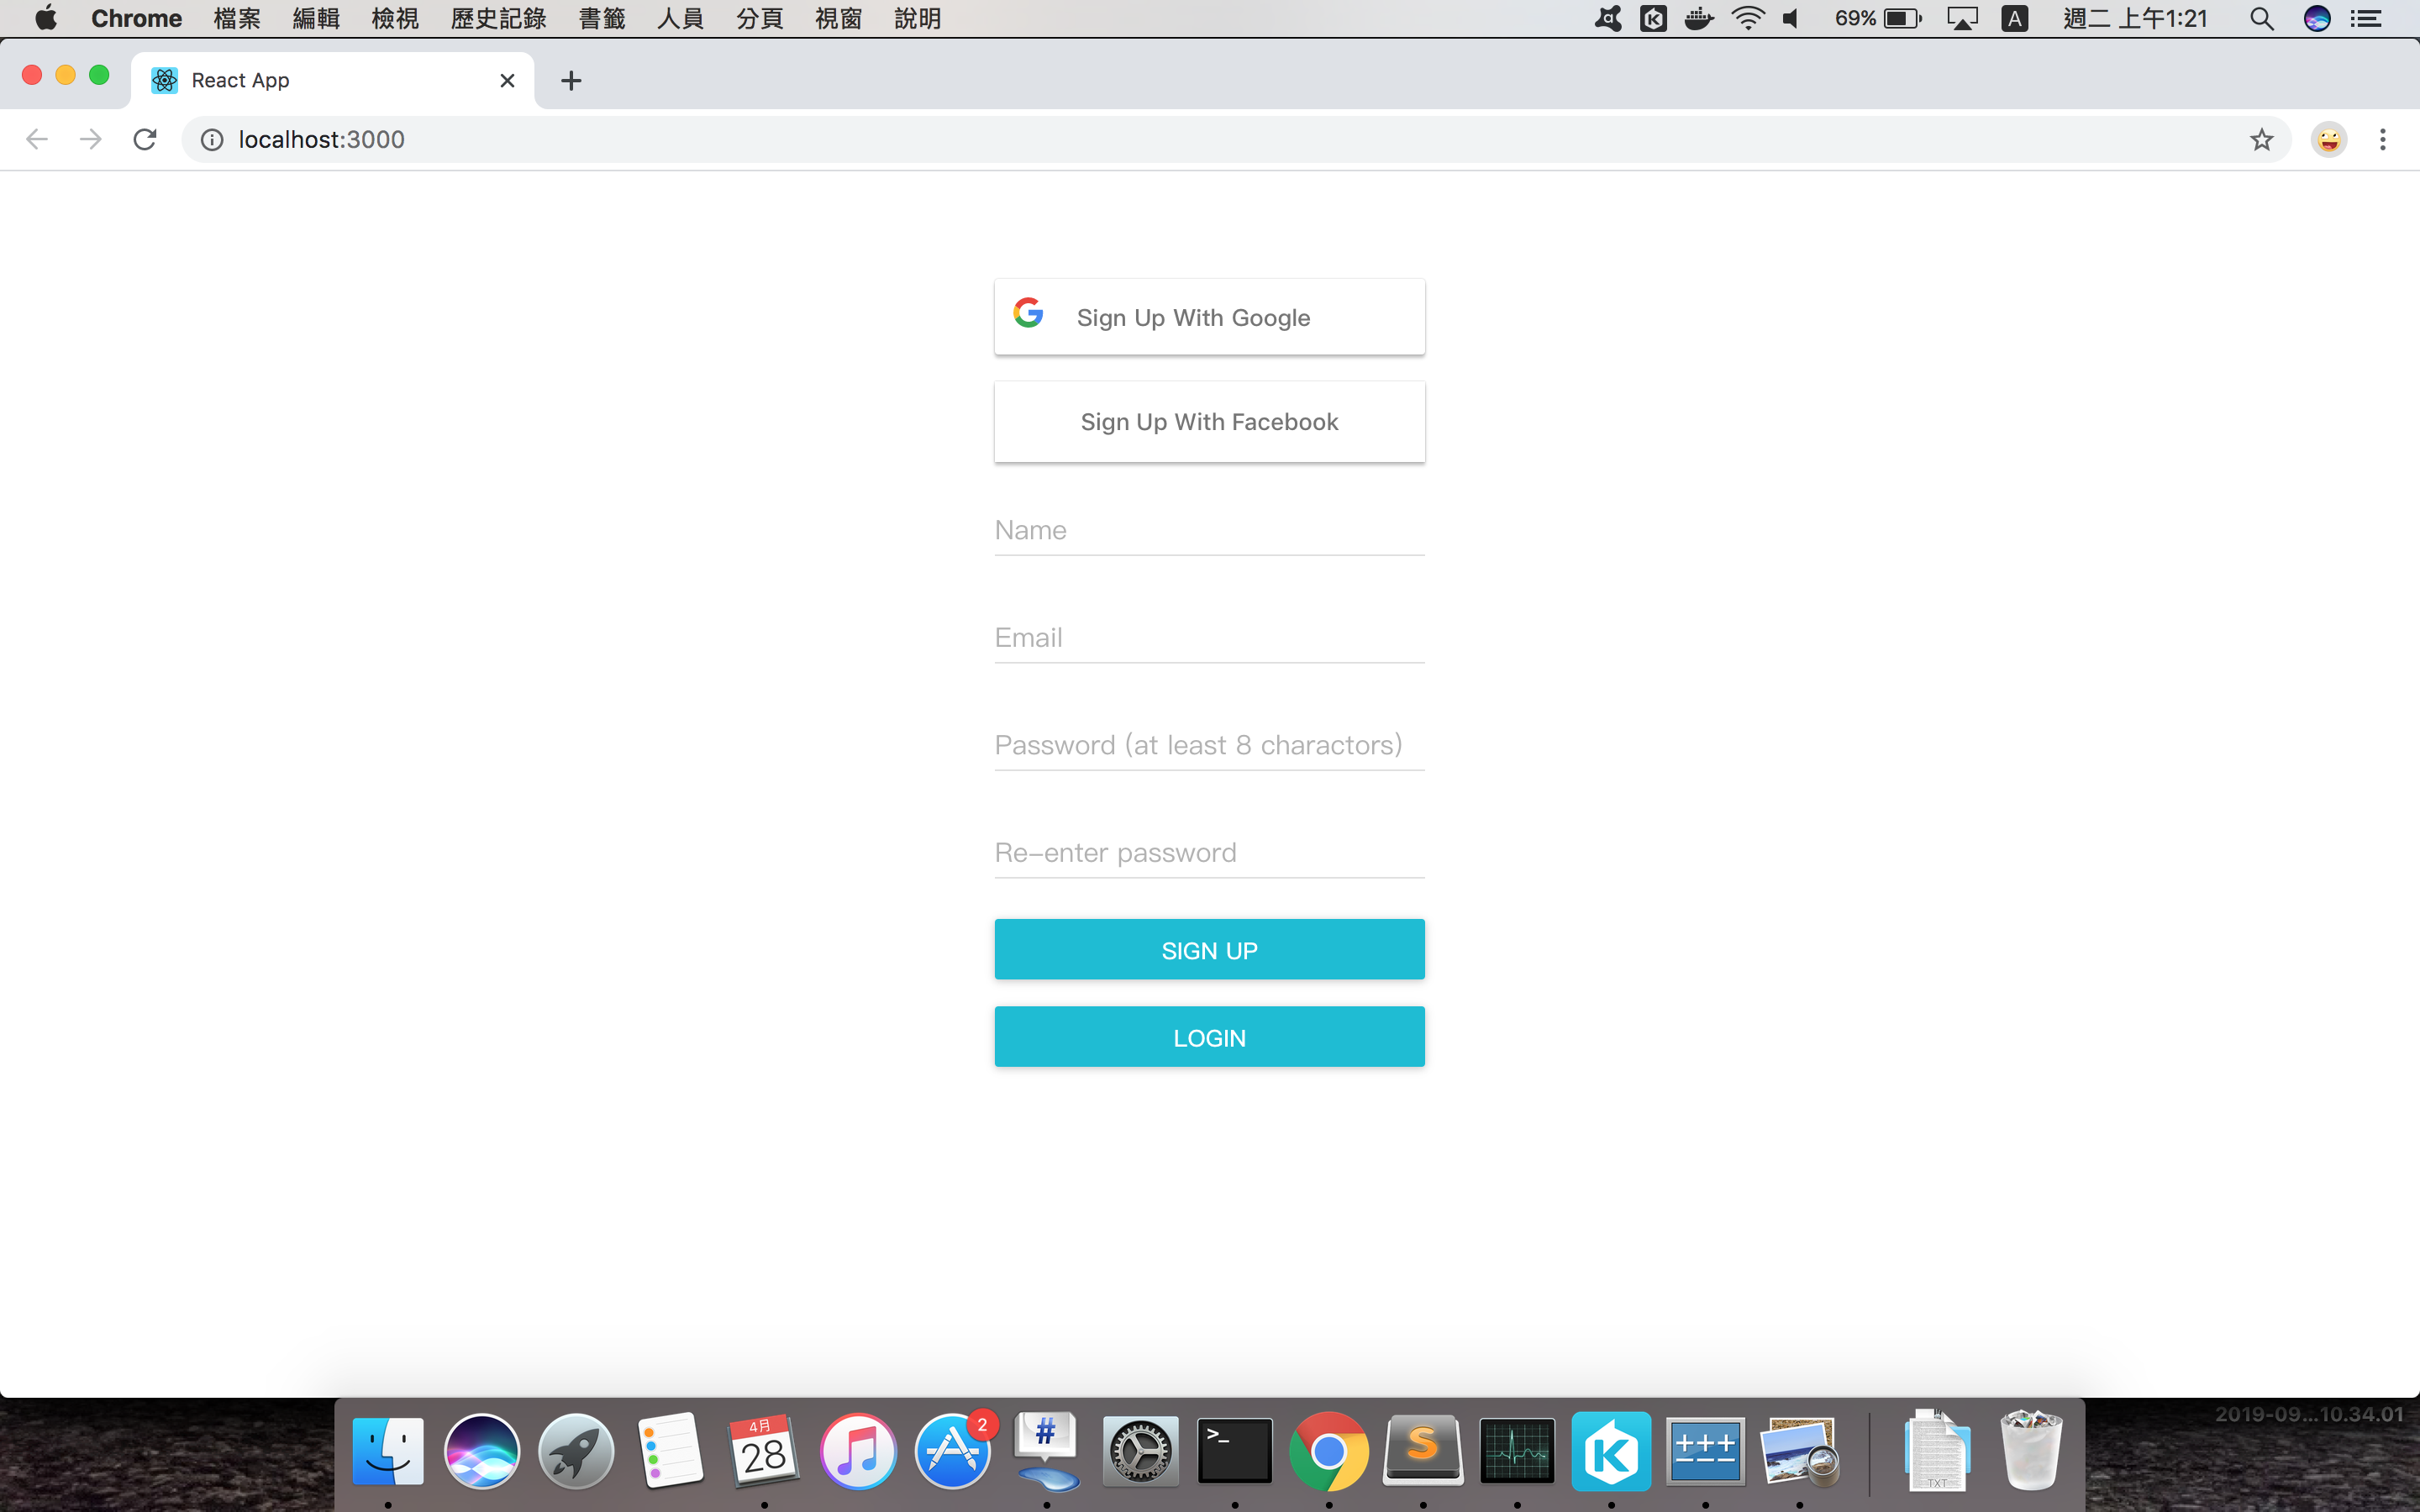 Chrome 檔案 編輯 檢視 歷史記錄 書籤 人員 分頁 視窗 說明 69% A 週二 上午1:21
React App
localhost:3000
Sign Up With Google
Sign Up With Facebook
Name
Email
Password (at least 8 charactors)
Re-enter password
SIGN UP
LOGIN
2019-09...10.34.01
4月
28
2
#
>_
S
K
TXT